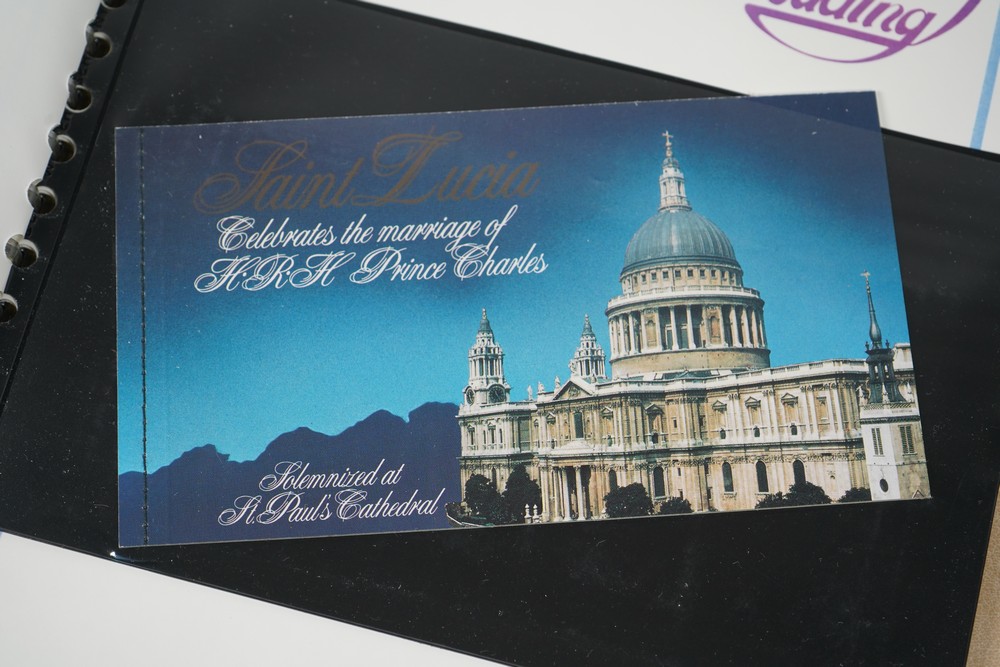 Saint Lucia
Celebrates the marriage of
H·R·H Prince Charles
Solemnized at
St. Paul's Cathedral